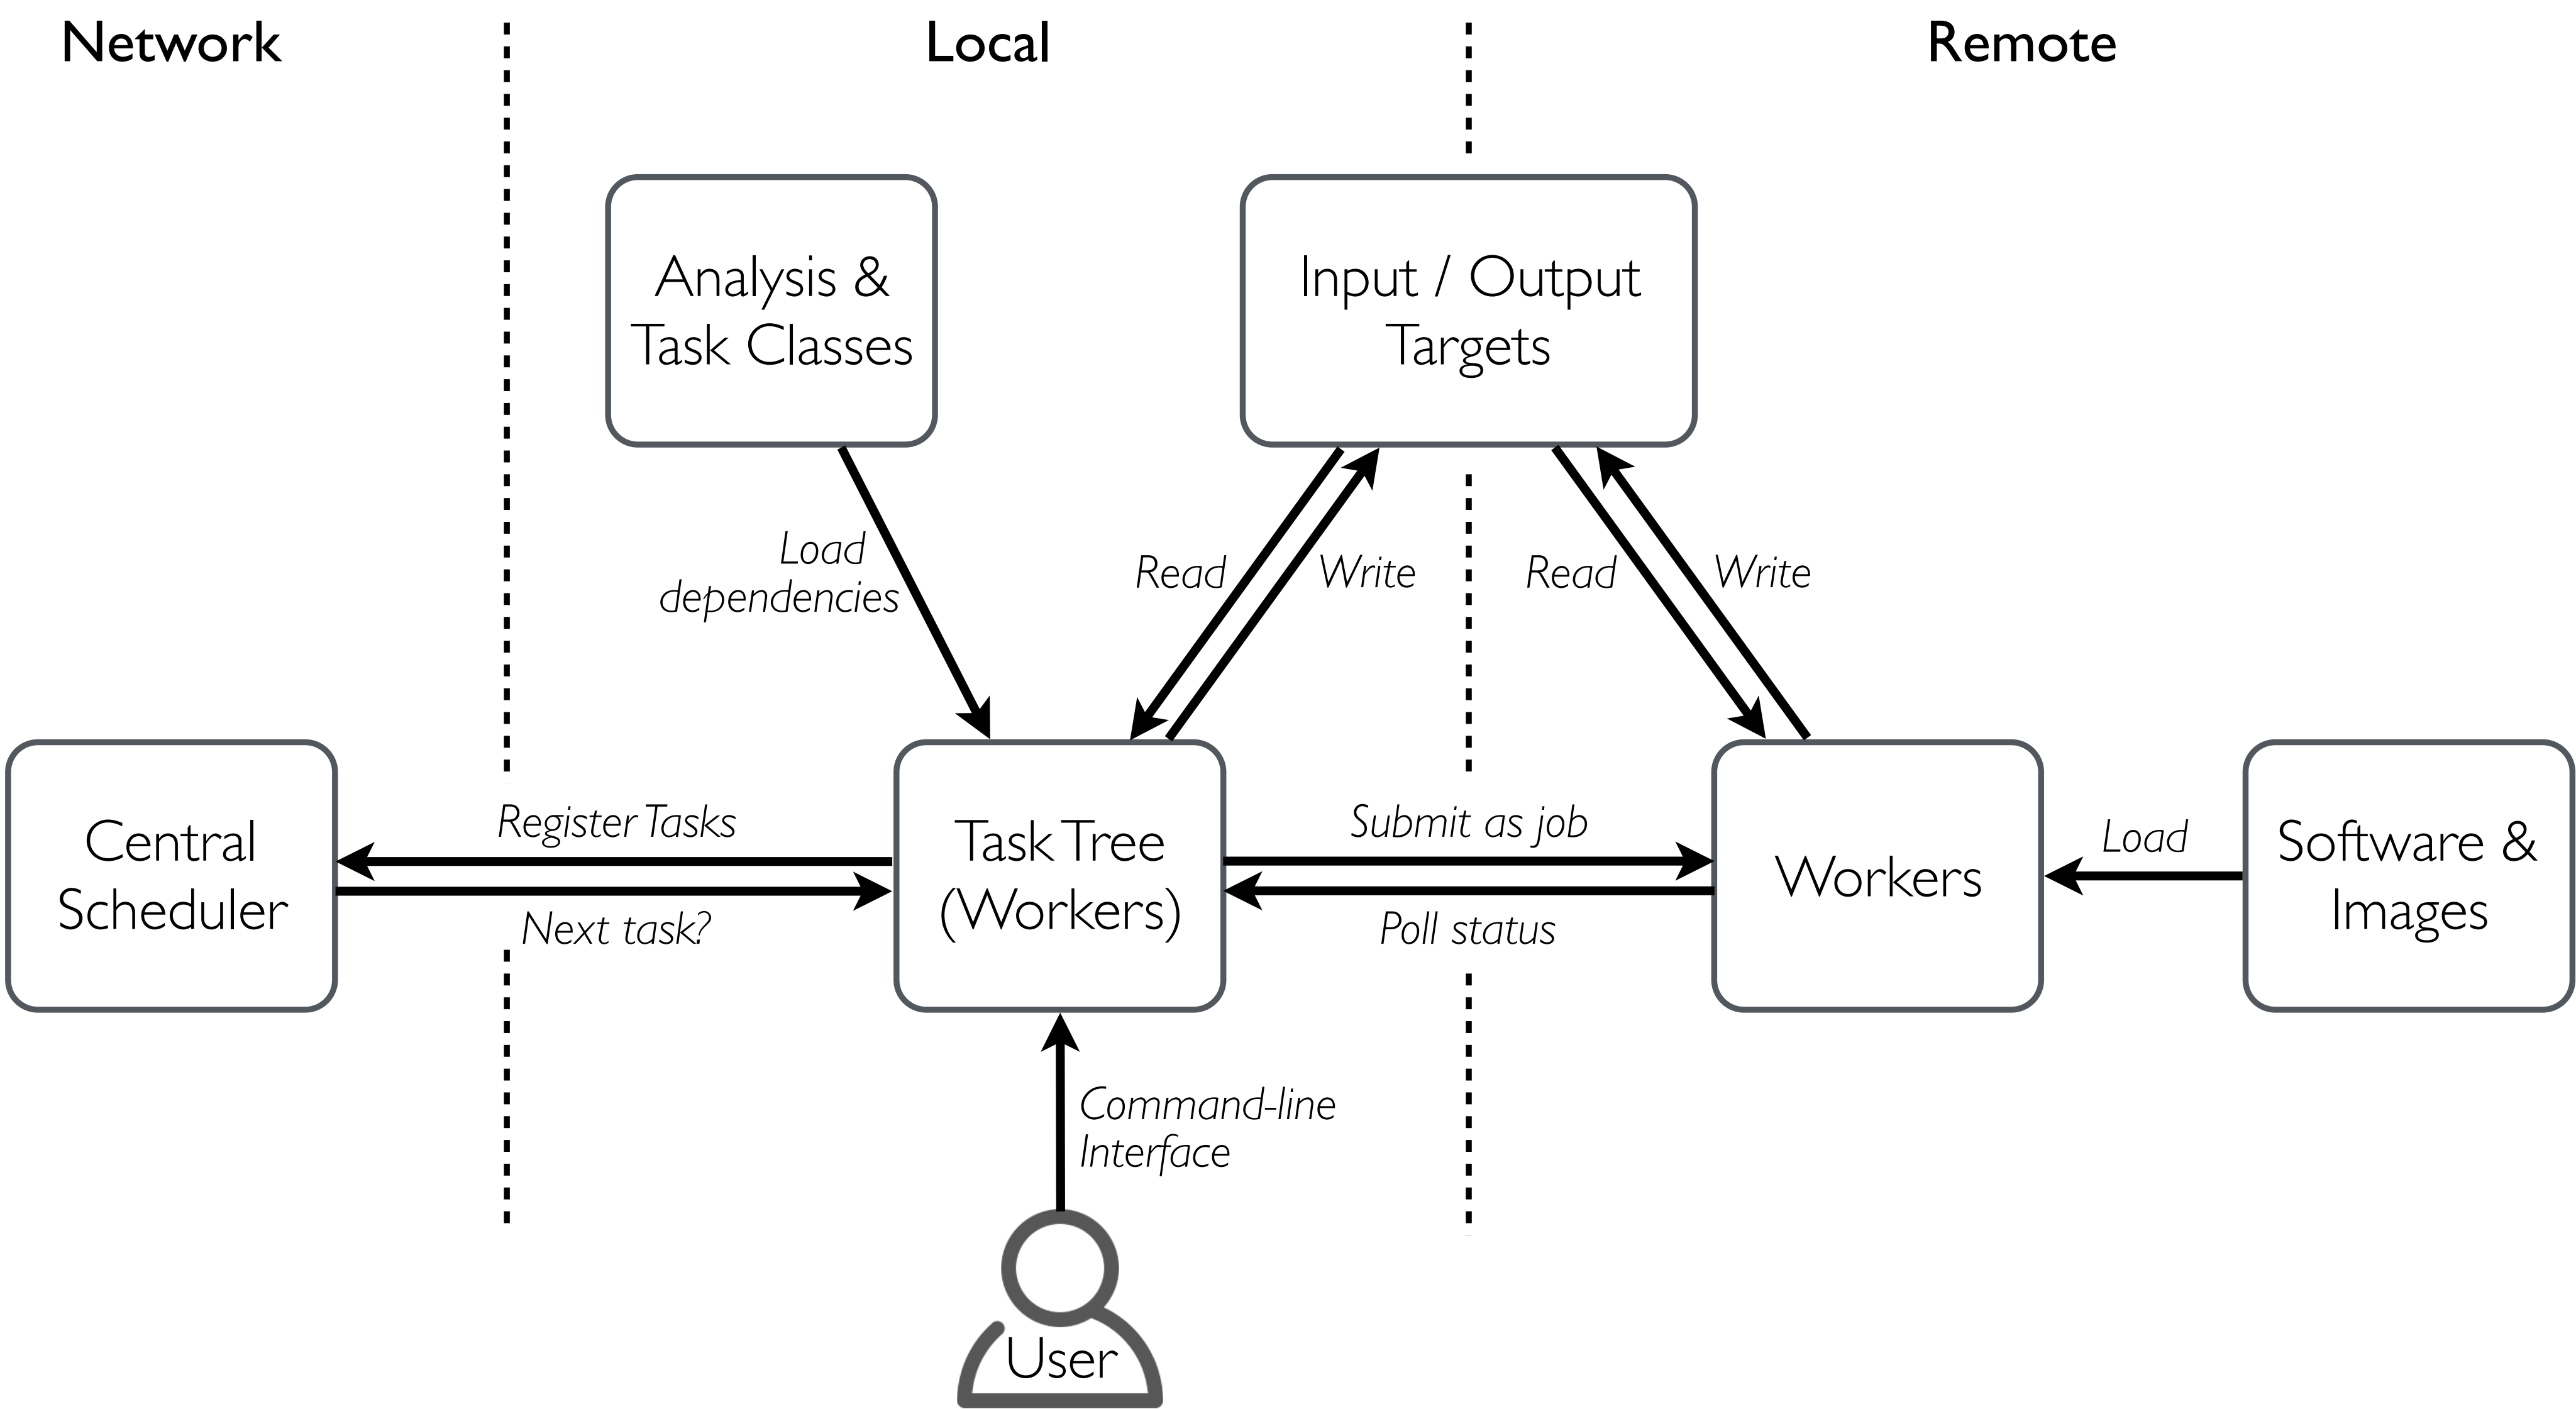 Network
Local
Remote
Analysis &
Task Classes
Input / Output
Targets
Load
dependencies
Read
Write
Read
Write
Central
Scheduler
Register Tasks
Next task?
Task Tree
(Workers)
Submit as job
Poll status
Workers
Load
Software &
Images
Command-line
Interface
User